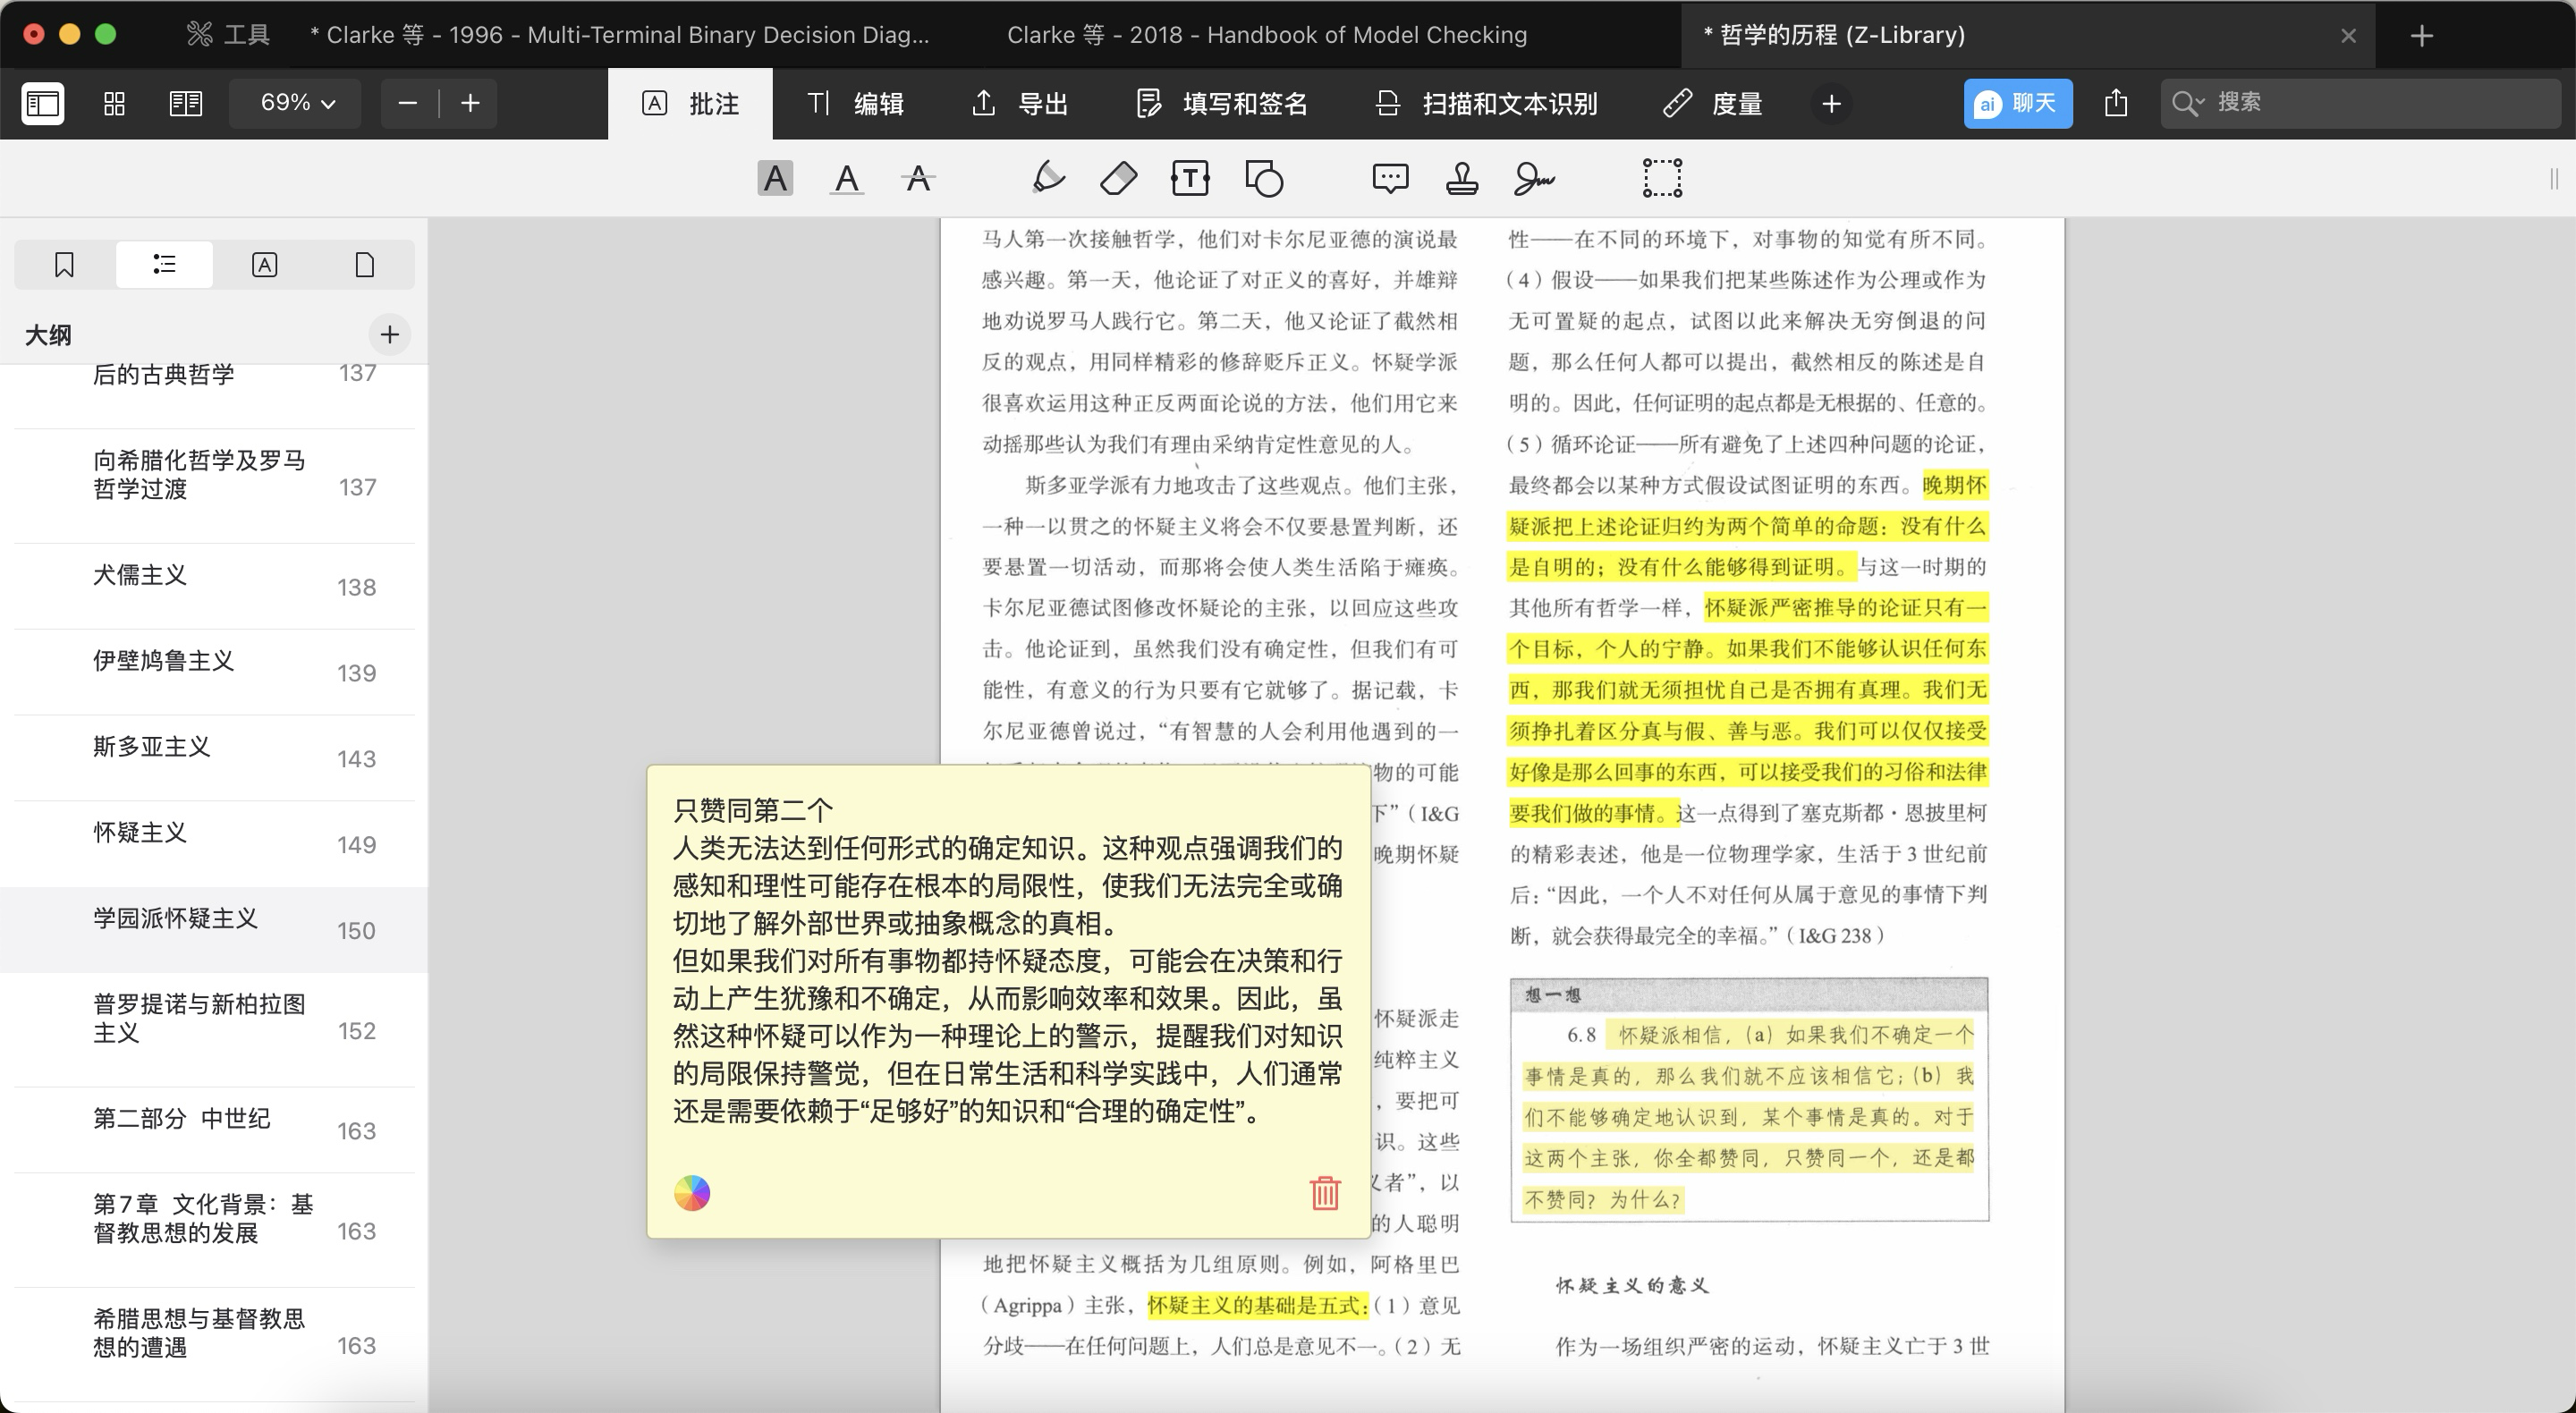 工具
* Clarke 等 - 1996 - Multi-Terminal Binary Decision Diag...
Clarke 等 - 2018 - Handbook of Model Checking
* 哲学的历程 (Z-Library)
69%
批注
编辑
导出
填写和签名
扫描和文本识别
度量
ai 聊天
搜索
大纲
后的古典哲学 137
向希腊化哲学及罗马
哲学过渡 137
犬儒主义 138
伊壁鸠鲁主义 139
斯多亚主义 143
怀疑主义 149
学园派怀疑主义 150
普罗提诺与新柏拉图
主义 152
第二部分 中世纪 163
第7章 文化背景：基
督教思想的发展 163
希腊思想与基督教思
想的遭遇 163
马人第一次接触哲学，他们对卡尔尼亚德的演说最
感兴趣。第一天，他论证了对正义的喜好，并雄辩
地劝说罗马人践行它。第二天，他又论证了截然相
反的观点，用同样精彩的修辞贬斥正义。怀疑学派
很喜欢运用这种正反两面论说的方法，他们用它来
动摇那些认为我们有理由采纳肯定性意见的人。
斯多亚学派有力地攻击了这些观点。他们主张，
一种一以贯之的怀疑主义将会不仅要悬置判断，还
要悬置一切活动，而那将会使人类生活陷于瘫痪。
卡尔尼亚德试图修改怀疑论的主张，以回应这些攻
击。他论证到，虽然我们没有确定性，但我们有可
能性，有意义的行为只要有它就够了。据记载，卡
尔尼亚德曾说过，“有智慧的人会利用他遇到的一
物的可能
下”（I&G
晚期怀疑
只赞同第二个
人类无法达到任何形式的确定知识。这种观点强调我们的
感知和理性可能存在根本的局限性，使我们无法完全或确
切地了解外部世界或抽象概念的真相。
但如果我们对所有事物都持怀疑态度，可能会在决策和行
动上产生犹豫和不确定，从而影响效率和效果。因此，虽
然这种怀疑可以作为一种理论上的警示，提醒我们对知识
的局限保持警觉，但在日常生活和科学实践中，人们通常
还是需要依赖于“足够好”的知识和“合理的确定性”。
怀疑派走
纯粹主义
，要把可
识。这些
者”，以
的人聪明
地把怀疑主义概括为几组原则。例如，阿格里巴
（Agrippa）主张，怀疑主义的基础是五式：（1）意见
分歧——在任何问题上，人们总是意见不一。（2）无
性——在不同的环境下，对事物的知觉有所不同。
（4）假设——如果我们把某些陈述作为公理或作为
无可置疑的起点，试图以此来解决无穷倒退的问
题，那么任何人都可以提出，截然相反的陈述是自
明的。因此，任何证明的起点都是无根据的、任意的。
（5）循环论证——所有避免了上述四种问题的论证，
最终都会以某种方式假设试图证明的东西。晚期怀
疑派把上述论证归约为两个简单的命题：没有什么
是自明的；没有什么能够得到证明。与这一时期的
其他所有哲学一样，怀疑派严密推导的论证只有一
个目标，个人的宁静。如果我们不能够认识任何东
西，那我们就无须担忧自己是否拥有真理。我们无
须挣扎着区分真与假、善与恶。我们可以仅仅接受
好像是那么回事的东西，可以接受我们的习俗和法律
要我们做的事情。这一点得到了塞克斯都·恩披里柯
的精彩表述，他是一位物理学家，生活于 3 世纪前
后：“因此，一个人不对任何从属于意见的事情下判
断，就会获得最完全的幸福。”（I&G 238）
想一想
6.8 怀疑派相信，（a）如果我们不确定一个
事情是真的，那么我们就不应该相信它；（b）我
们不能够确定地认识到，某个事情是真的。对于
这两个主张，你全都赞同，只赞同一个，还是都
不赞同？为什么？
怀疑主义的意义
作为一场组织严密的运动，怀疑主义亡于 3 世